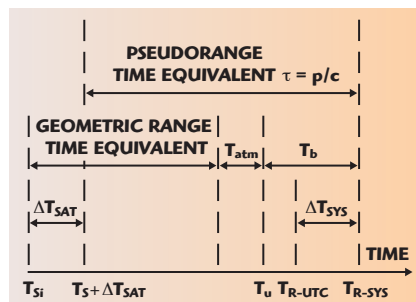 PSEUDORANGE
TIME EQUIVALENT τ = p/c
GEOMETRIC RANGE
TIME EQUIVALENT
Tatm
Tb
ΔTSAT
ΔTSYS
TIME
TSi
TS+ΔTSAT
Tu
TR-UTC
TR-SYS